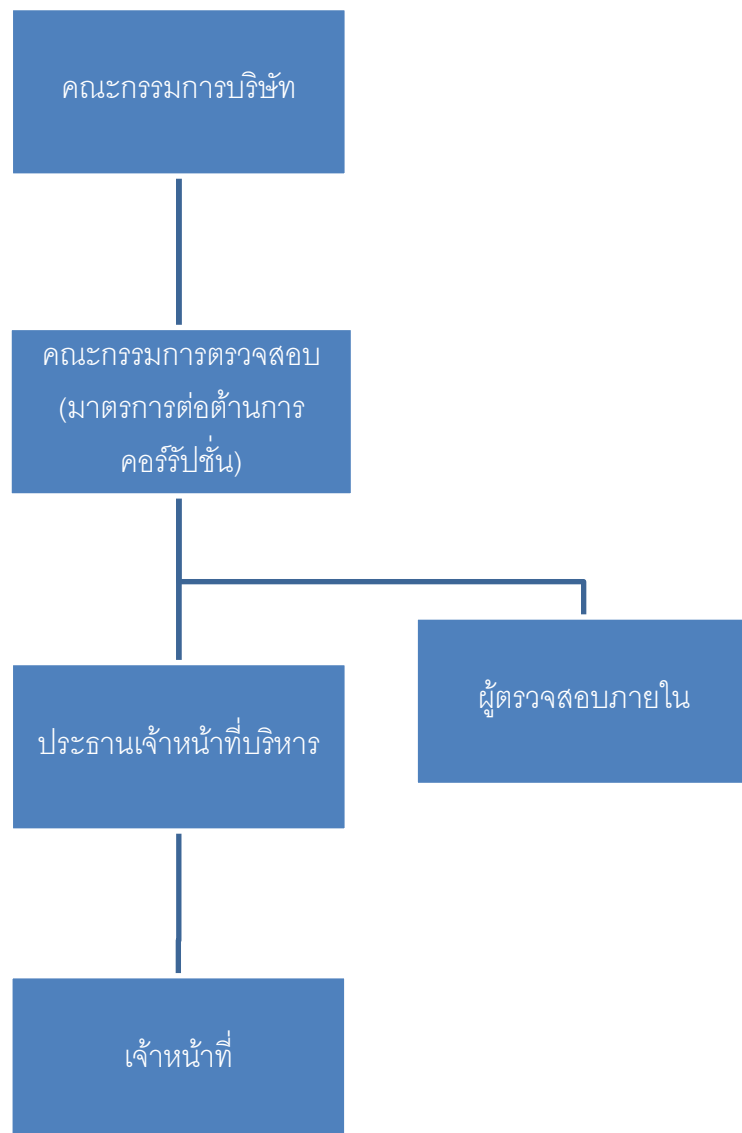 คณะกรรมการบริษัท
คณะกรรมการตรวจสอบ
(มาตรการต่อต้านการ
คอร์รัปชั่น)
ผู้ตรวจสอบภายใน
ประธานเจ้าหน้าที่บริหาร
เจ้าหน้าที่